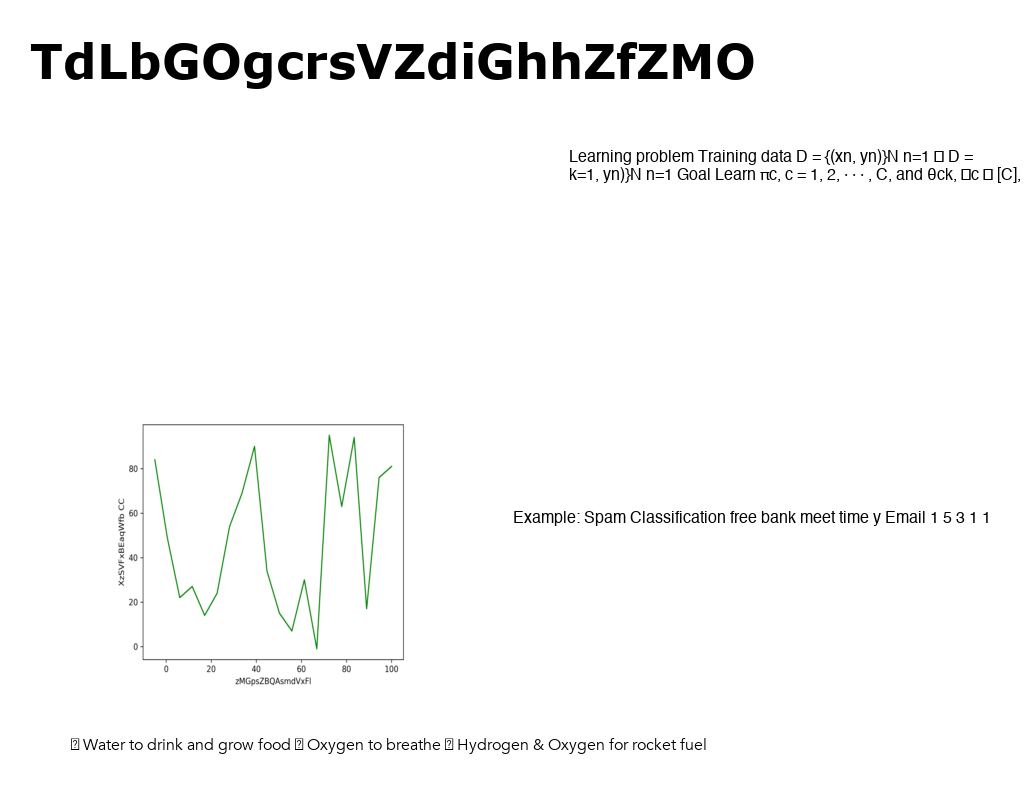 TdLbGOgcrsVZdiGhhZfZMO
Learning problem Training data D = {(xn, yn)}N n=1 � D =
k=1, yn)}N n=1 Goal Learn πc, c = 1, 2, · · · , C, and θck, �c � [C],
80
60
40
20
0
XzSVFxBEaqWfb CC
0 20 40 60 80 100
zMGpsZBQAsmdVxFl
Example: Spam Classification free bank meet time y Email 1 5 3 1 1
� Water to drink and grow food � Oxygen to breathe � Hydrogen & Oxygen for rocket fuel